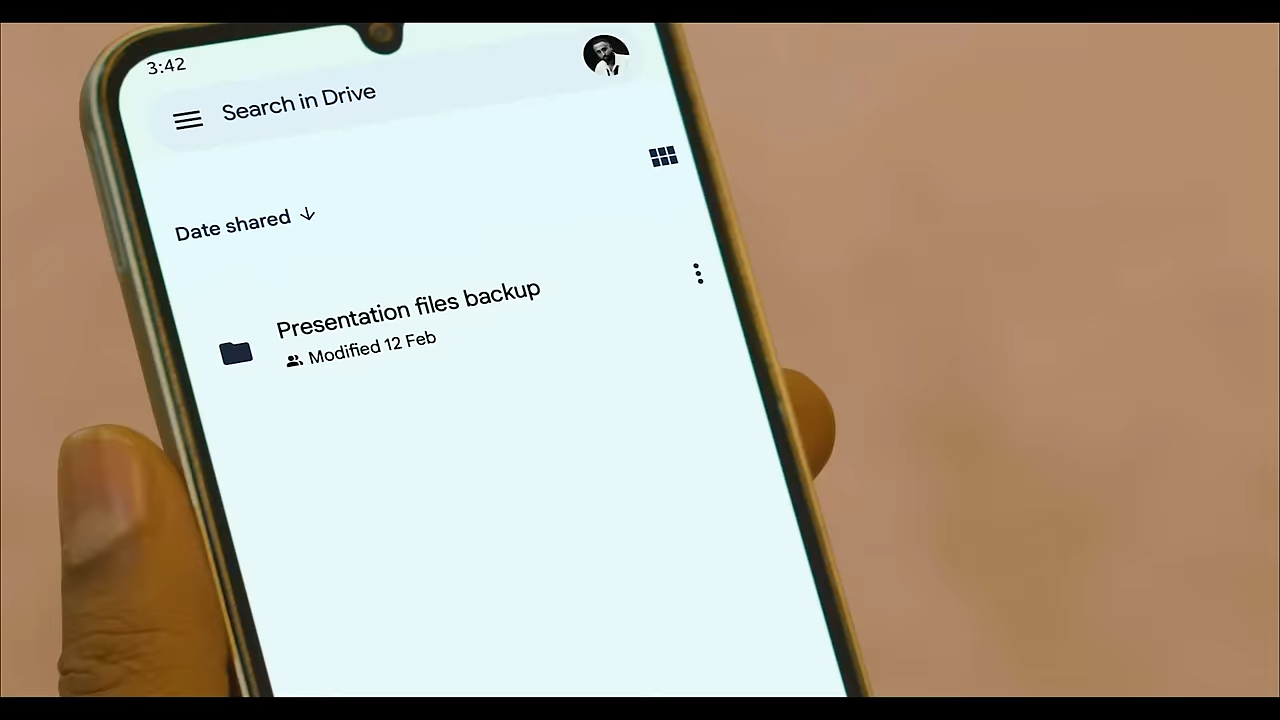 3:42
Search in Drive
Date shared
Presentation files backup
Modified 12 Feb